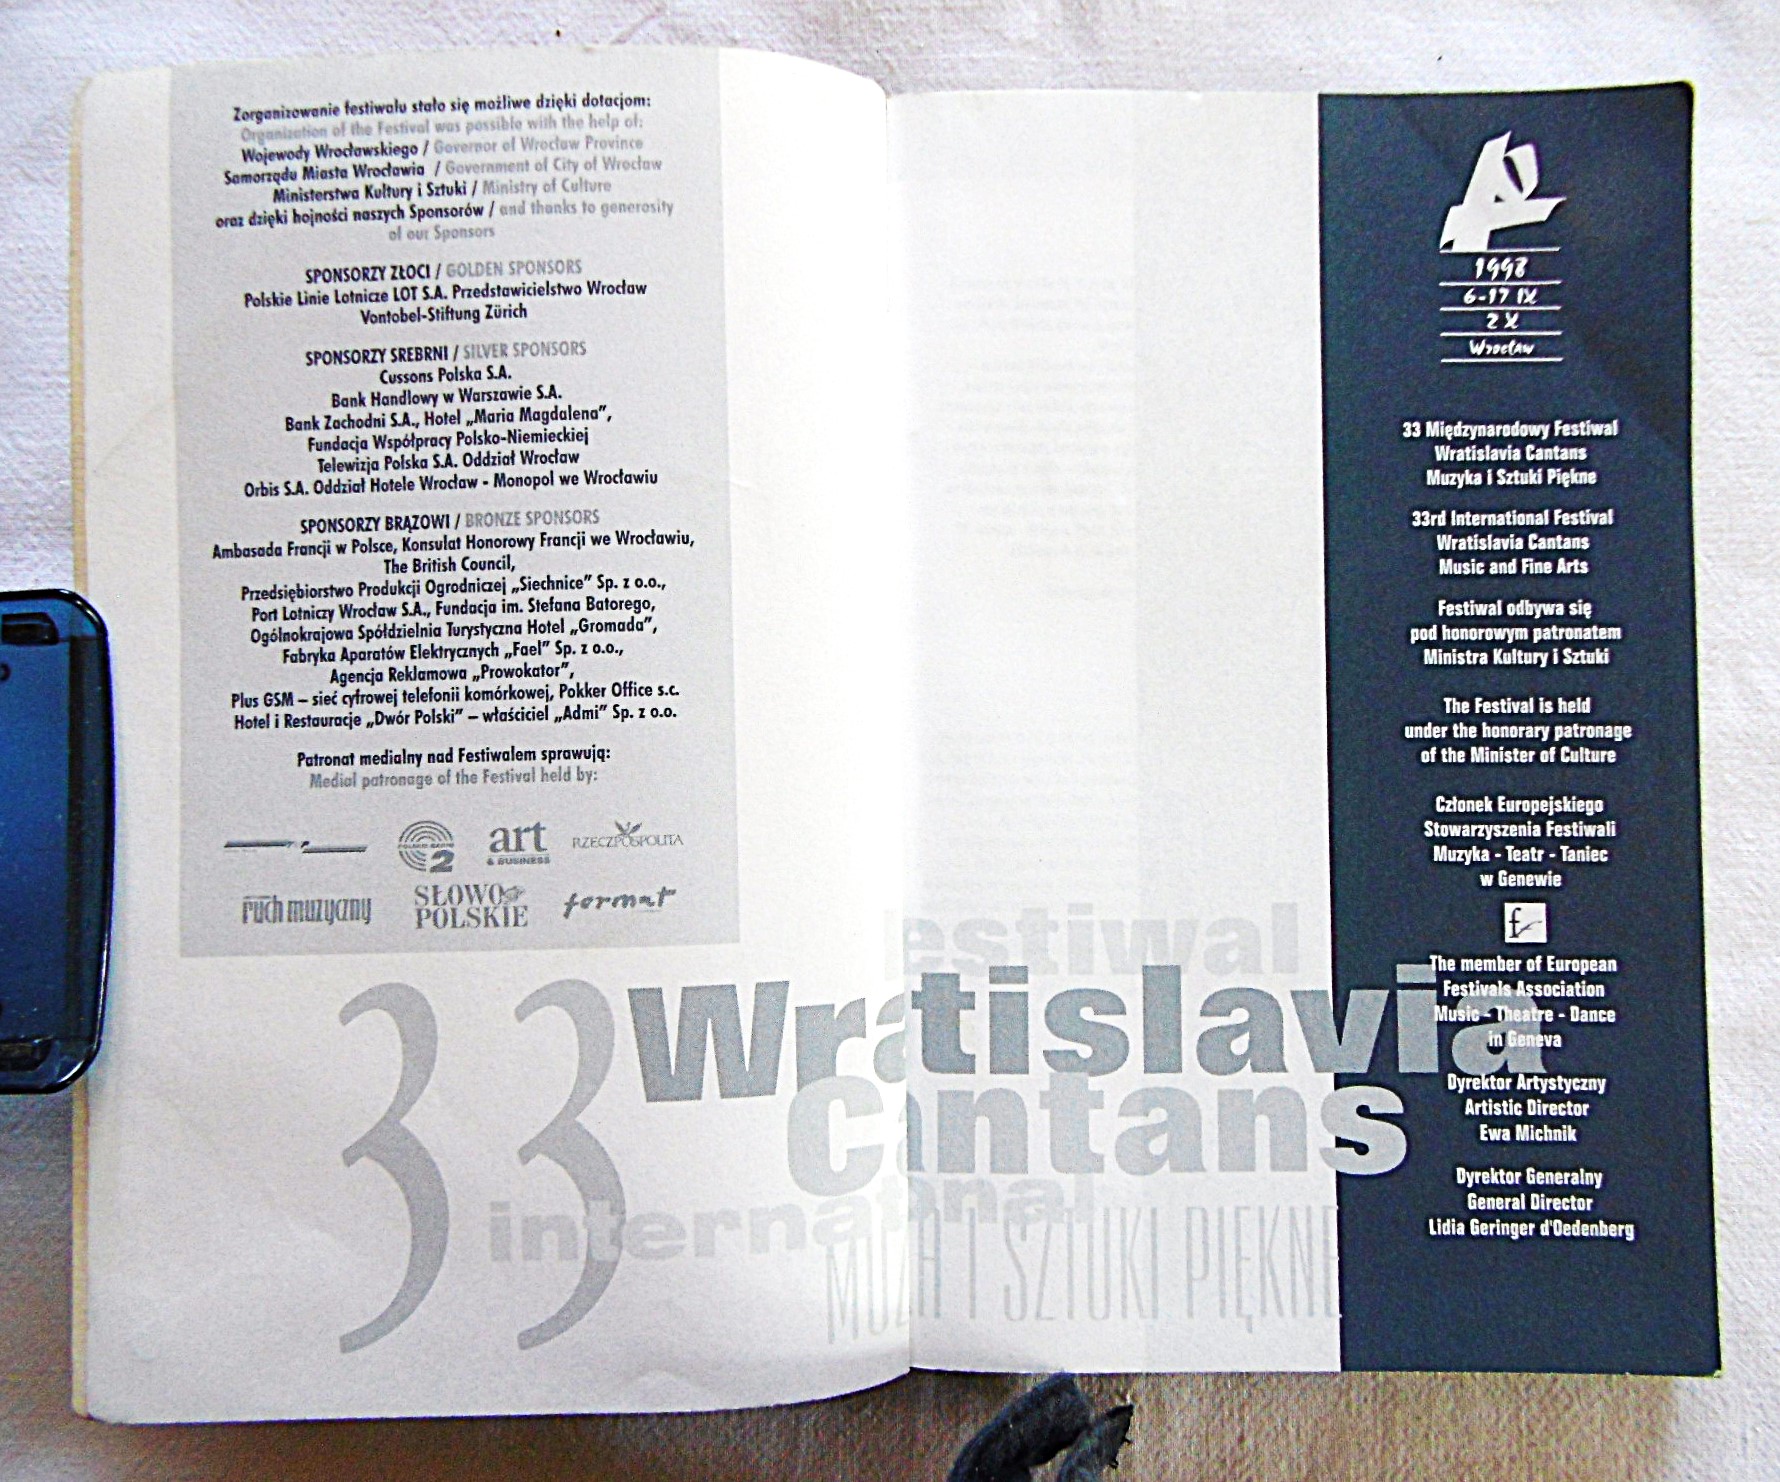 Zorganizowanie festiwalu stało się możliwe dzięki dotacjom:
Organization of the Festival was possible with the help of:
Wojewody Wrocławskiego / Governor of Wrocław Province
Samorządu Miasta Wrocławia / Government of City of Wrocław
Ministerstwa Kultury i Sztuki / Ministry of Culture
oraz dzięki hojności naszych Sponsorów / and thanks to generosity
of our Sponsors
SPONSORZY ZŁOCI / GOLDEN SPONSORS
Polskie Linie Lotnicze LOT S.A. Przedstawicielstwo Wrocław
Vontobel-Stiftung Zürich
SPONSORZY SREBRNI / SILVER SPONSORS
Cussons Polska S.A.
Bank Handlowy w Warszawie S.A.
Bank Zachodni S.A., Hotel „Maria Magdalena”,
Fundacja Współpracy Polsko-Niemieckiej
Telewizja Polska S.A. Oddział Wrocław
Orbis S.A. Oddział Hotele Wrocław - Monopol we Wrocławiu
SPONSORZY BRĄZOWI / BRONZE SPONSORS
Ambasada Francji w Polsce, Konsulat Honorowy Francji we Wrocławiu,
The British Council,
Przedsiębiorstwo Produkcji Ogrodniczej „Siechnice” Sp. z o.o.,
Port Lotniczy Wrocław S.A., Fundacja im. Stefana Batorego,
Ogólnokrajowa Spółdzielnia Turystyczna Hotel „Gromada”,
Fabryka Aparatów Elektrycznych „Fael” Sp. z o.o.,
Agencja Reklamowa „Prowokator”,
Plus GSM – sieć cyfrowej telefonii komórkowej, Pokker Office s.c.
Hotel i Restauracje „Dwór Polski” – właściciel „Admi” Sp. z o.o.
Patronat medialny nad Festiwalem sprawują:
Medial patronage of the Festival held by:
POLSKIE RADIO 2
art
& BUSINESS
RZECZPOSPOLITA
ruch muzyczny
SŁOWO
POLSKIE
format
33
festiwal
Wratislavia
Cantans
international
MUZYKA I SZTUKI PIĘKNE
1998
6-17 IX
2 X
Wrocław
33 Międzynarodowy Festiwal
Wratislavia Cantans
Muzyka i Sztuki Piękne
33rd International Festival
Wratislavia Cantans
Music and Fine Arts
Festiwal odbywa się
pod honorowym patronatem
Ministra Kultury i Sztuki
The Festival is held
under the honorary patronage
of the Minister of Culture
Członek Europejskiego
Stowarzyszenia Festiwali
Muzyka - Teatr - Taniec
w Genewie
f
The member of European
Festivals Association
Music - Theatre - Dance
in Geneva
Dyrektor Artystyczny
Artistic Director
Ewa Michnik
Dyrektor Generalny
General Director
Lidia Geringer d'Oedenberg